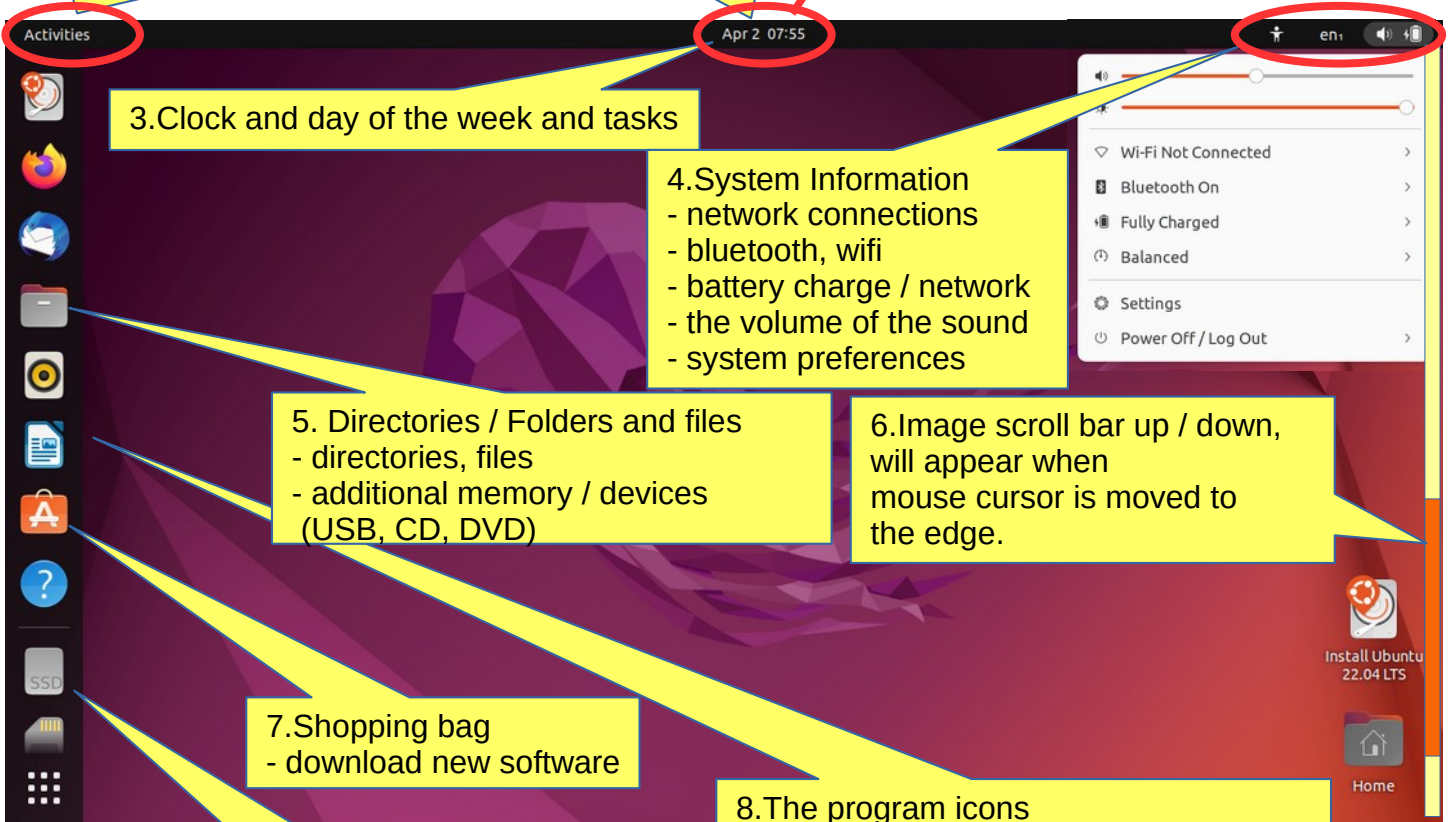 Activities
Apr 2 07:55
en₁
3.Clock and day of the week and tasks
4.System Information
- network connections
- bluetooth, wifi
- battery charge / network
- the volume of the sound
- system preferences
Wi-Fi Not Connected
Bluetooth On
Fully Charged
Balanced
Settings
Power Off / Log Out
5. Directories / Folders and files
- directories, files
- additional memory / devices
(USB, CD, DVD)
6.Image scroll bar up / down,
will appear when
mouse cursor is moved to
the edge.
?
SSD
Install Ubuntu
22.04 LTS
7.Shopping bag
- download new software
Home
8.The program icons